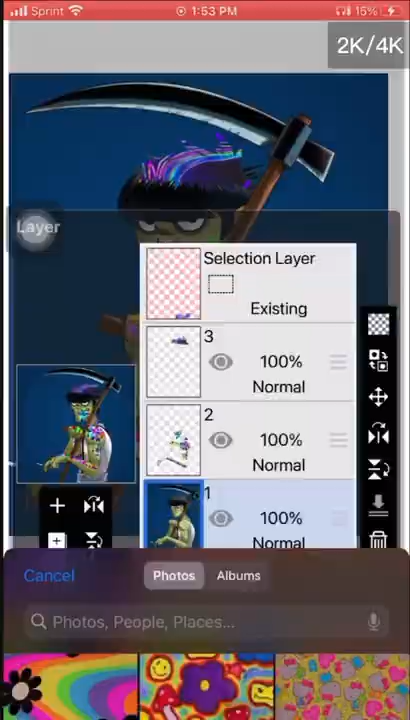 Sprint 1:53 PM 15%
2K/4K
Layer
Selection Layer
Existing
3
100%
Normal
2
100%
Normal
1
100%
Normal
Cancel Photos Albums
Photos, People, Places...